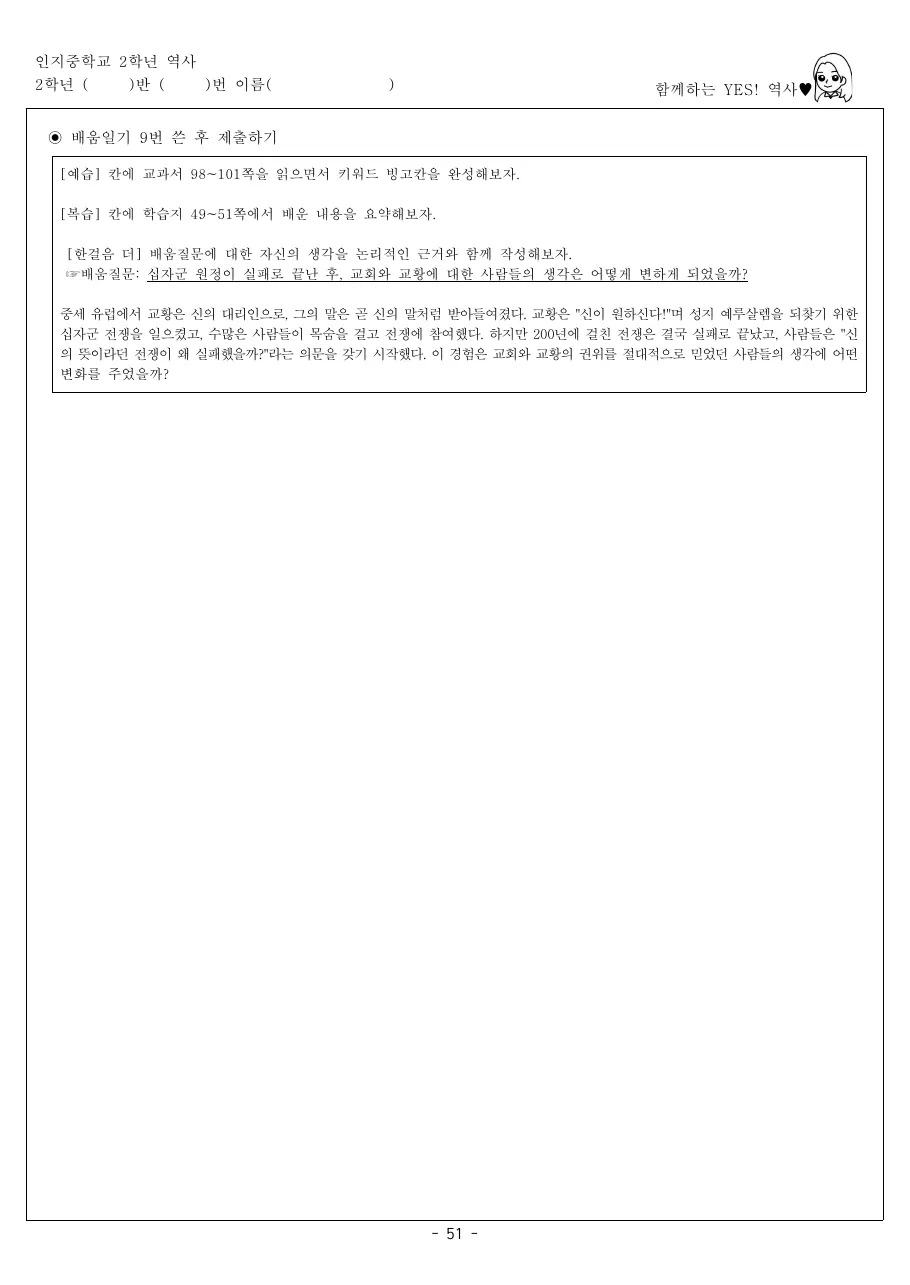 인지중학교 2학년 역사
2학년 (     )반 (     )번 이름(               )
함께하는 YES! 역사♥
◉ 배움일기 9번 쓴 후 제출하기
[예습] 칸에 교과서 98~101쪽을 읽으면서 키워드 빙고칸을 완성해보자.
[복습] 칸에 학습지 49~51쪽에서 배운 내용을 요약해보자.
[한걸음 더] 배움질문에 대한 자신의 생각을 논리적인 근거와 함께 작성해보자.
☞배움질문: 십자군 원정이 실패로 끝난 후, 교회와 교황에 대한 사람들의 생각은 어떻게 변하게 되었을까?
중세 유럽에서 교황은 신의 대리인으로, 그의 말은 곧 신의 말처럼 받아들여졌다. 교황은 "신이 원하신다!"며 성지 예루살렘을 되찾기 위한
십자군 전쟁을 일으켰고, 수많은 사람들이 목숨을 걸고 전쟁에 참여했다. 하지만 200년에 걸친 전쟁은 결국 실패로 끝났고, 사람들은 "신
의 뜻이라던 전쟁이 왜 실패했을까?"라는 의문을 갖기 시작했다. 이 경험은 교회와 교황의 권위를 절대적으로 믿었던 사람들의 생각에 어떤
변화를 주었을까?
- 51 -